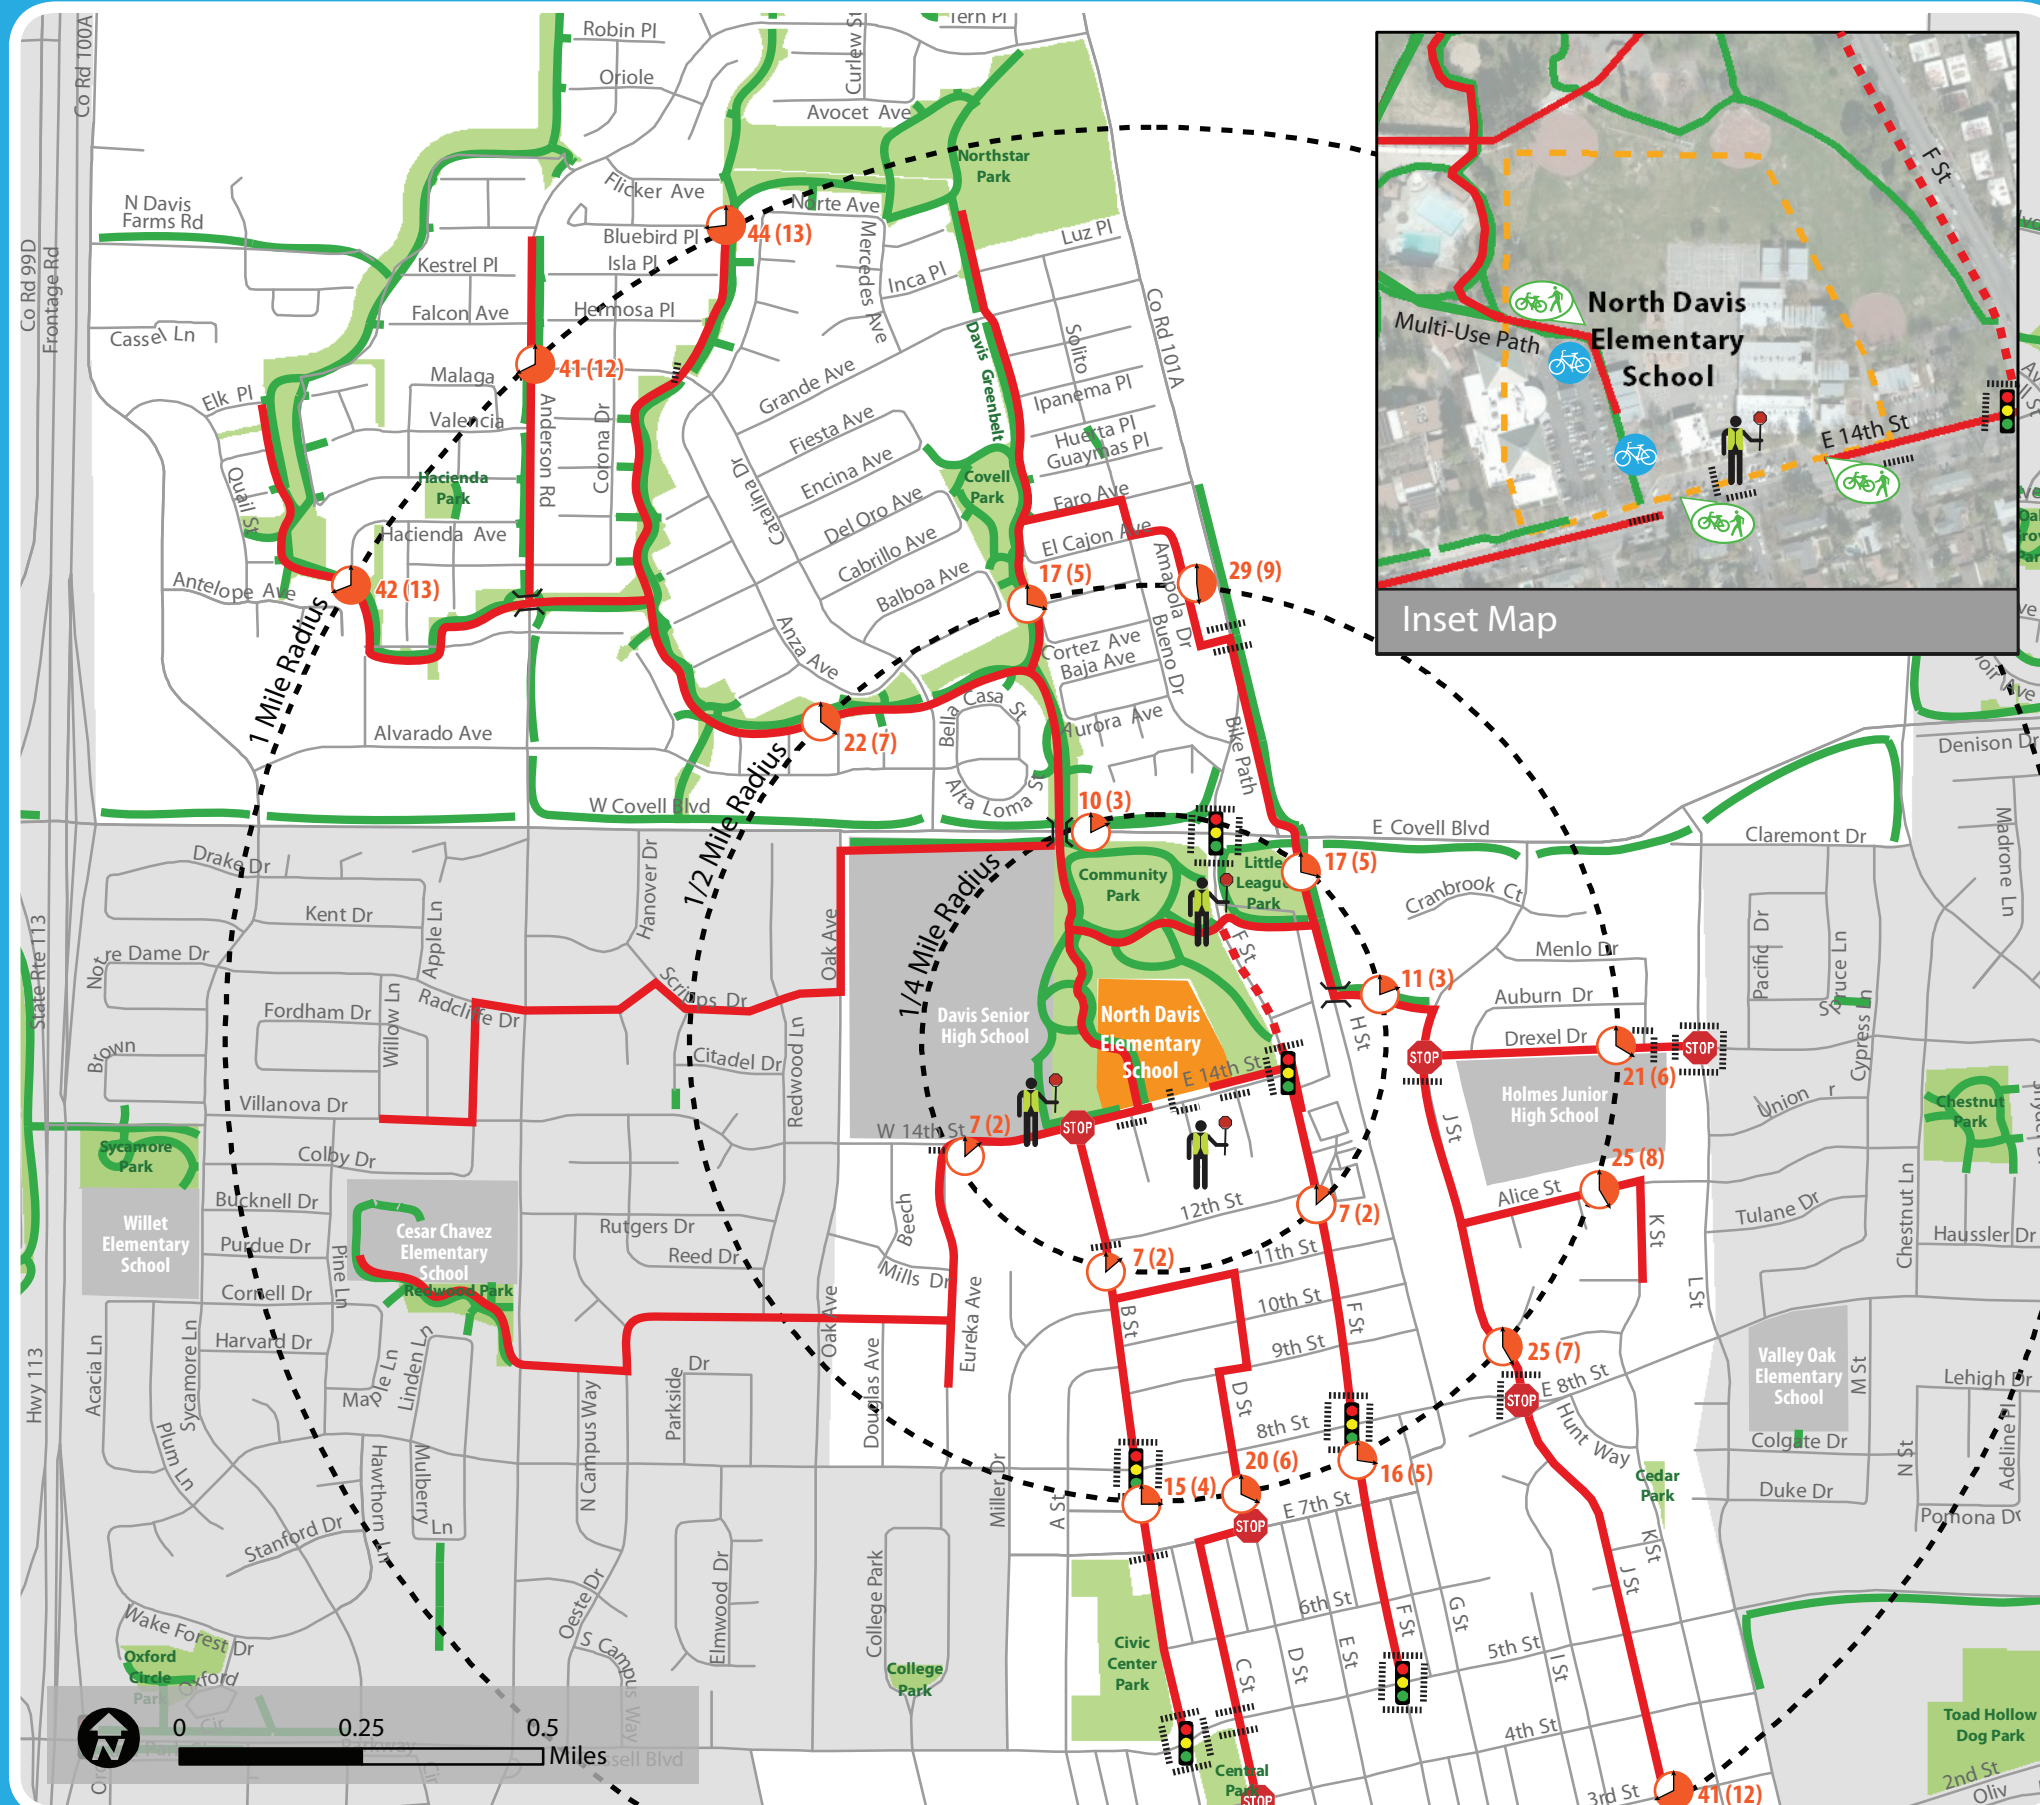 Robin Pl
Oriole
Curlew St
Tern Pl
Avocet Ave
Co Rd 100A
Northstar
Park
Flicker Ave
Norte Ave
N Davis
Farms Rd
44 (13)
Bluebird Pl
Luz Pl
Kestrel Pl
Isla Pl
Mercedes Ave
Inca Pl
Co Rd 99D
Frontage Rd
Falcon Ave
Hermosa Pl
Cassel Ln
Davis Greenbelt
Solito
Co Rd 101A
Malaga
41 (12)
Grande Ave
Ipanema Pl
Elk Pl
Valencia
Anderson Rd
Corona Dr
Fiesta Ave
Huerta Pl
Guaymas Pl
Quail St
Hacienda
Park
Catalina Dr
Encina Ave
Covell
Park
Faro Ave
Del Oro Ave
Hacienda Ave
El Cajon Ave
Cabrillo Ave
Antelope Ave
42 (13)
Balboa Ave
17 (5)
Amapola Dr
29 (9)
1 Mile Radius
Anza Ave
Cortez Ave
Baja Ave
Bueno Dr
Alvarado Ave
22 (7)
Bella Casa St
Aurora Ave
Bike Path
Alta Loma St
W Covell Blvd
1/2 Mile Radius
10 (3)
E Covell Blvd
Claremont Dr
Denison Dr
Madrone Ln
Drake Dr
Hanover Dr
1/4 Mile Radius
Community
Park
Little
League
Park
17 (5)
Cranbrook Ct
Kent Dr
Apple Ln
Oak Ave
State Rte 113
Notre Dame Dr
F St
Menlo Dr
Pacific Dr
Spruce Ln
Scripps Dr
11 (3)
Auburn Dr
Fordham Dr
Willow Ln
Radcliffe Dr
Davis Senior
High School
North Davis
Elementary
School
H St
Drexel Dr
STOP
STOP
Cypress Ln
Brown
Citadel Dr
Redwood Ln
E 14th St
21 (6)
Villanova Dr
Holmes Junior
High School
Union
Chestnut
Park
W 14th St
7 (2)
STOP
J St
Sycamore
Park
Colby Dr
25 (8)
Bucknell Dr
Alice St
Willet
Elementary
School
Cesar Chavez
Elementary
School
Rutgers Dr
Beech
12th St
7 (2)
K St
Tulane Dr
Chestnut Ln
Haussler Dr
Purdue Dr
Pine Ln
Reed Dr
Mills Dr
7 (2)
11th St
Cornell Dr
Redwood Park
Oak Ave
Eureka Ave
B St
10th St
F St
L St
Harvard Dr
9th St
25 (7)
Hwy 113
Acacia Ln
Sycamore Ln
Maple Ln
Linden Ln
Parkside
Dr
Douglas Ave
D St
STOP
E 8th St
Valley Oak
Elementary
School
M St
Lehigh Dr
Plum Ln
N Campus Way
8th St
Hunt Way
Colgate Dr
N St
Adeline Pl
Hawthorn Ln
Mulberry
Ln
Miller Dr
A St
15 (4)
20 (6)
16 (5)
Cedar
Park
Duke Dr
Pomona Dr
Stanford Dr
STOP
E 7th St
K St
J St
Elmwood Dr
College Park
Oeste Dr
6th St
F St
G St
Wake Forest Dr
S Campus Way
Civic
Center
Park
5th St
Oxford
Circle
Park
Oxford
Cir
College
Park
C St
D St
E St
I St
4th St
Toad Hollow
Dog Park
Central
Park
STOP
3rd St
41 (12)
2nd St
Oliv
N
0
0.25
0.5
Miles
Parkway
Russell Blvd
F St
North Davis
Elementary
School
Multi-Use Path
E 14th St
Inset Map